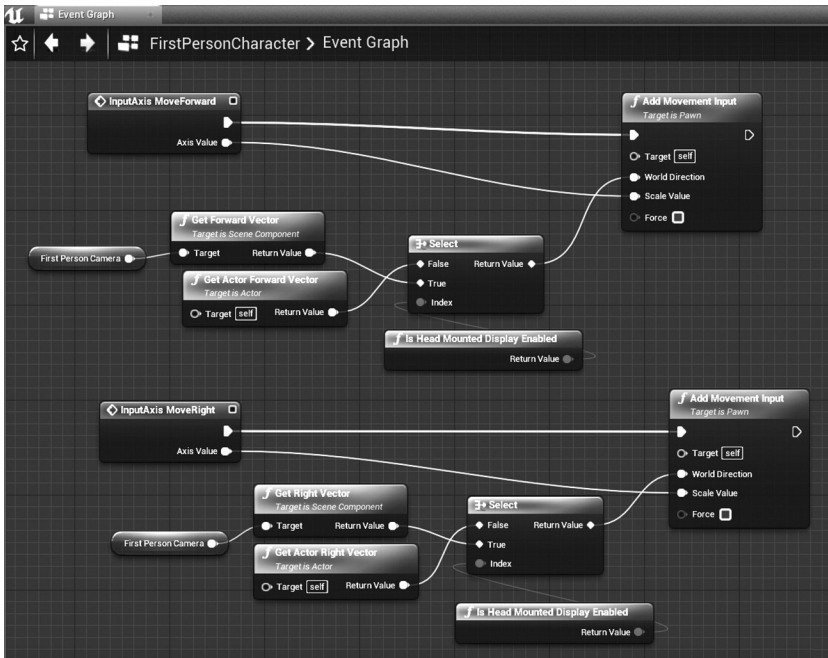 Event Graph
FirstPersonCharacter > Event Graph
InputAxis MoveForward
Axis Value
Add Movement Input
Target is Pawn
Target self
World Direction
Scale Value
Force
Get Forward Vector
Target is Scene Component
Target Return Value
First Person Camera
Get Actor Forward Vector
Target is Actor
Target self Return Value
Select
False Return Value
True
Index
Is Head Mounted Display Enabled
Return Value
InputAxis MoveRight
Axis Value
Add Movement Input
Target is Pawn
Target self
World Direction
Scale Value
Force
Get Right Vector
Target is Scene Component
Target Return Value
First Person Camera
Get Actor Right Vector
Target is Actor
Target self Return Value
Select
False Return Value
True
Index
Is Head Mounted Display Enabled
Return Value